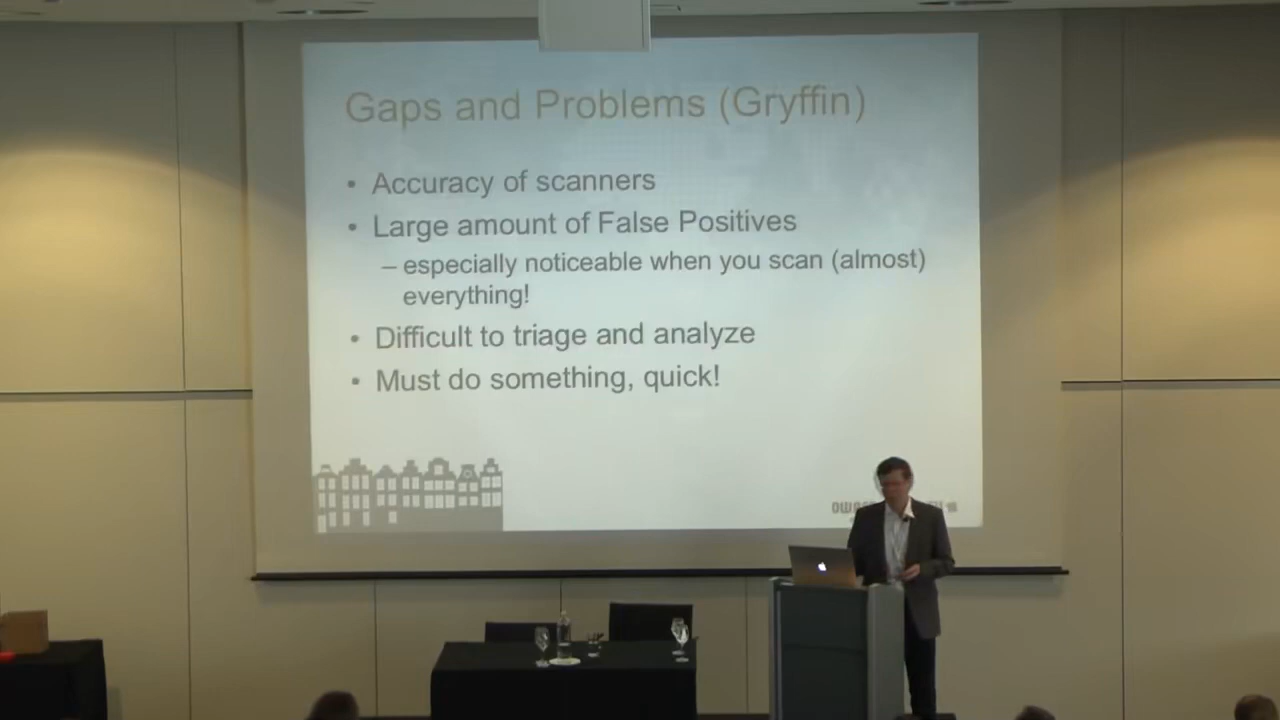 Gaps and Problems (Gryffin)
• Accuracy of scanners
• Large amount of False Positives
– especially noticeable when you scan (almost)
everything!
• Difficult to triage and analyze
• Must do something, quick!